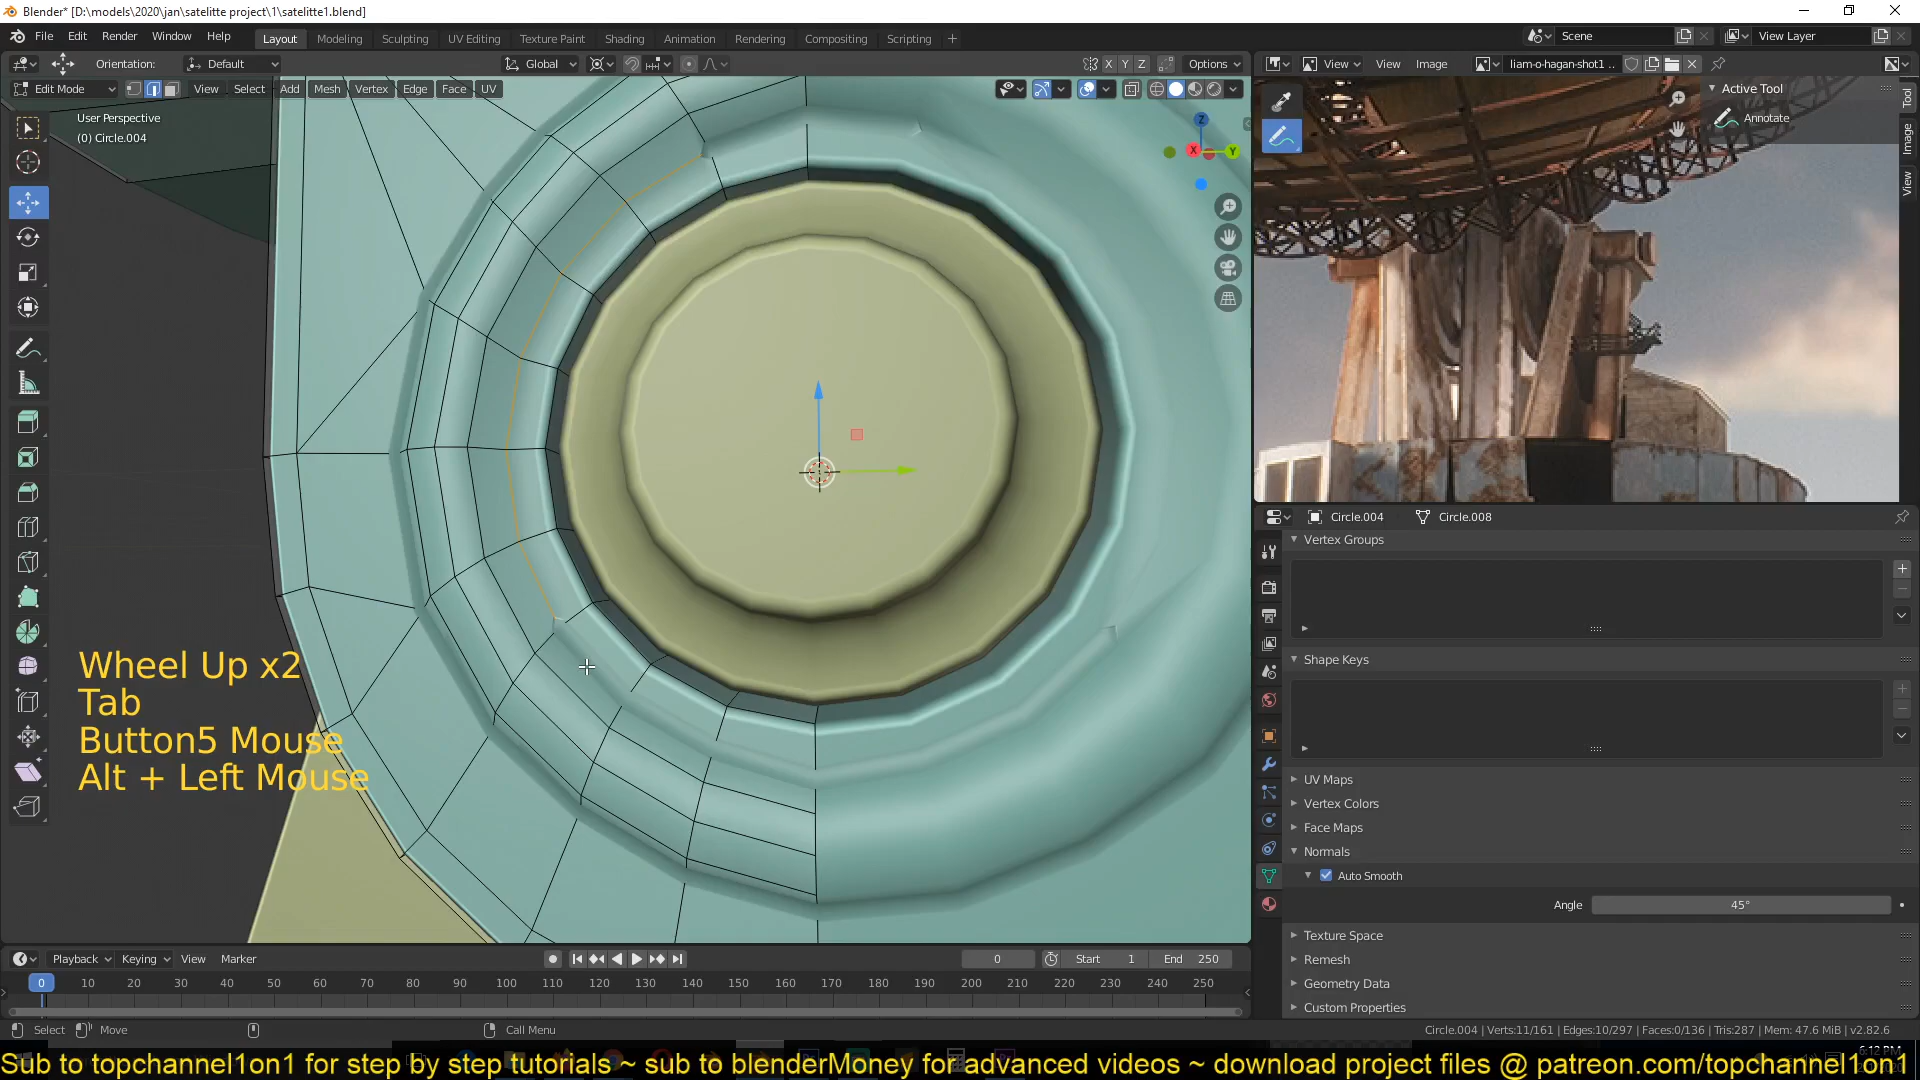 Blender* [D:\models\2020\jan\satelitte project\1\satelitte1.blend]
File Edit Render Window Help Layout Modeling Sculpting UV Editing Texture Paint Shading Animation Rendering Compositing Scripting + Scene View Layer
Orientation: Default Global X Y Z Options View View Image liam-o-hagan-shot1 ..
Edit Mode View Select Add Mesh Vertex Edge Face UV Active Tool
User Perspective
(0) Circle.004
Annotate
Tool
Image
View
Z
X
Y
Circle.004 Circle.008
Vertex Groups
Shape Keys
UV Maps
Vertex Colors
Face Maps
Normals
Auto Smooth
Angle 45°
Texture Space
Remesh
Geometry Data
Custom Properties
Wheel Up x2
Tab
Button5 Mouse
Alt + Left Mouse
Playback Keying View Marker 0 Start 1 End 250
0 10 20 30 40 50 60 70 80 90 100 110 120 130 140 150 160 170 180 190 200 210 220 230 240 250
Select Move Call Menu Circle.004 | Verts:11/161 | Edges:10/297 | Faces:0/136 | Tris:287 | Mem: 47.6 MiB | v2.82.6
Sub to topchannel1on1 for step by step tutorials ~ sub to blenderMoney for advanced videos ~ download project files @ patreon.com/topchannel1on1